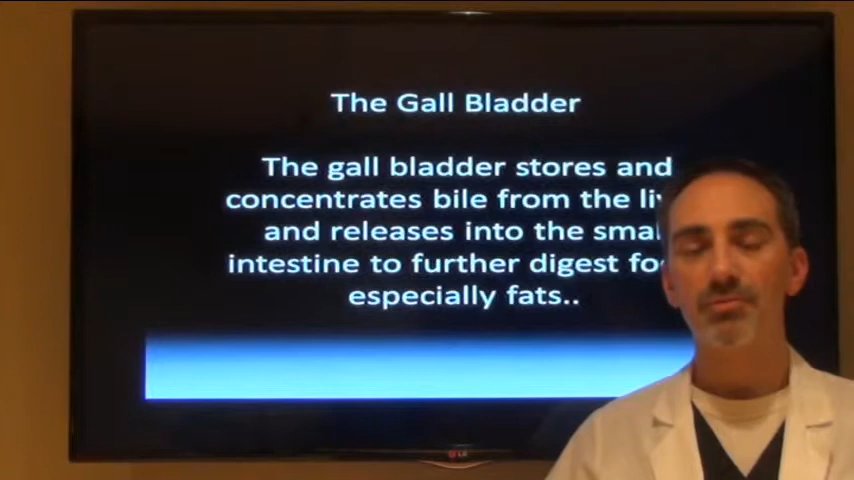 The Gall Bladder
The gall bladder stores and
concentrates bile from the
and releases into the
intestine to further digest
especially fats..
LG